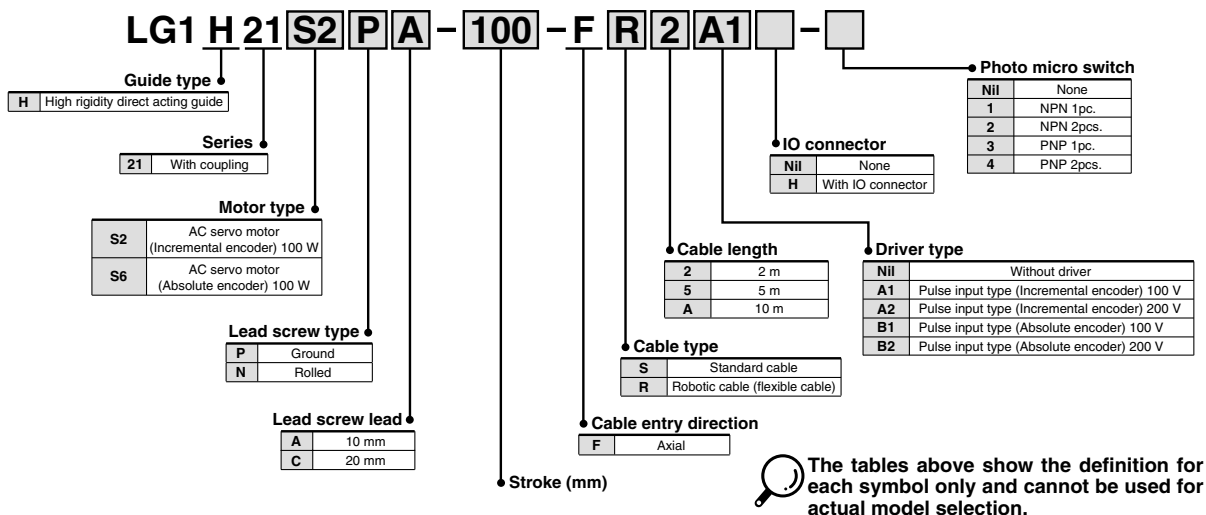 LG1 H 21 S2 P A – 100 – F R 2 A1 –
Guide type
H High rigidity direct acting guide
Series
21 With coupling
Motor type
S2 AC servo motor
(Incremental encoder) 100 W
S6 AC servo motor
(Absolute encoder) 100 W
Lead screw type
P Ground
N Rolled
Lead screw lead
A 10 mm
C 20 mm
Stroke (mm)
Cable entry direction
F Axial
Cable type
S Standard cable
R Robotic cable (flexible cable)
Cable length
2 2 m
5 5 m
A 10 m
Driver type
Nil Without driver
A1 Pulse input type (Incremental encoder) 100 V
A2 Pulse input type (Incremental encoder) 200 V
B1 Pulse input type (Absolute encoder) 100 V
B2 Pulse input type (Absolute encoder) 200 V
IO connector
Nil None
H With IO connector
Photo micro switch
Nil None
1 NPN 1pc.
2 NPN 2pcs.
3 PNP 1pc.
4 PNP 2pcs.
The tables above show the definition for
each symbol only and cannot be used for
actual model selection.